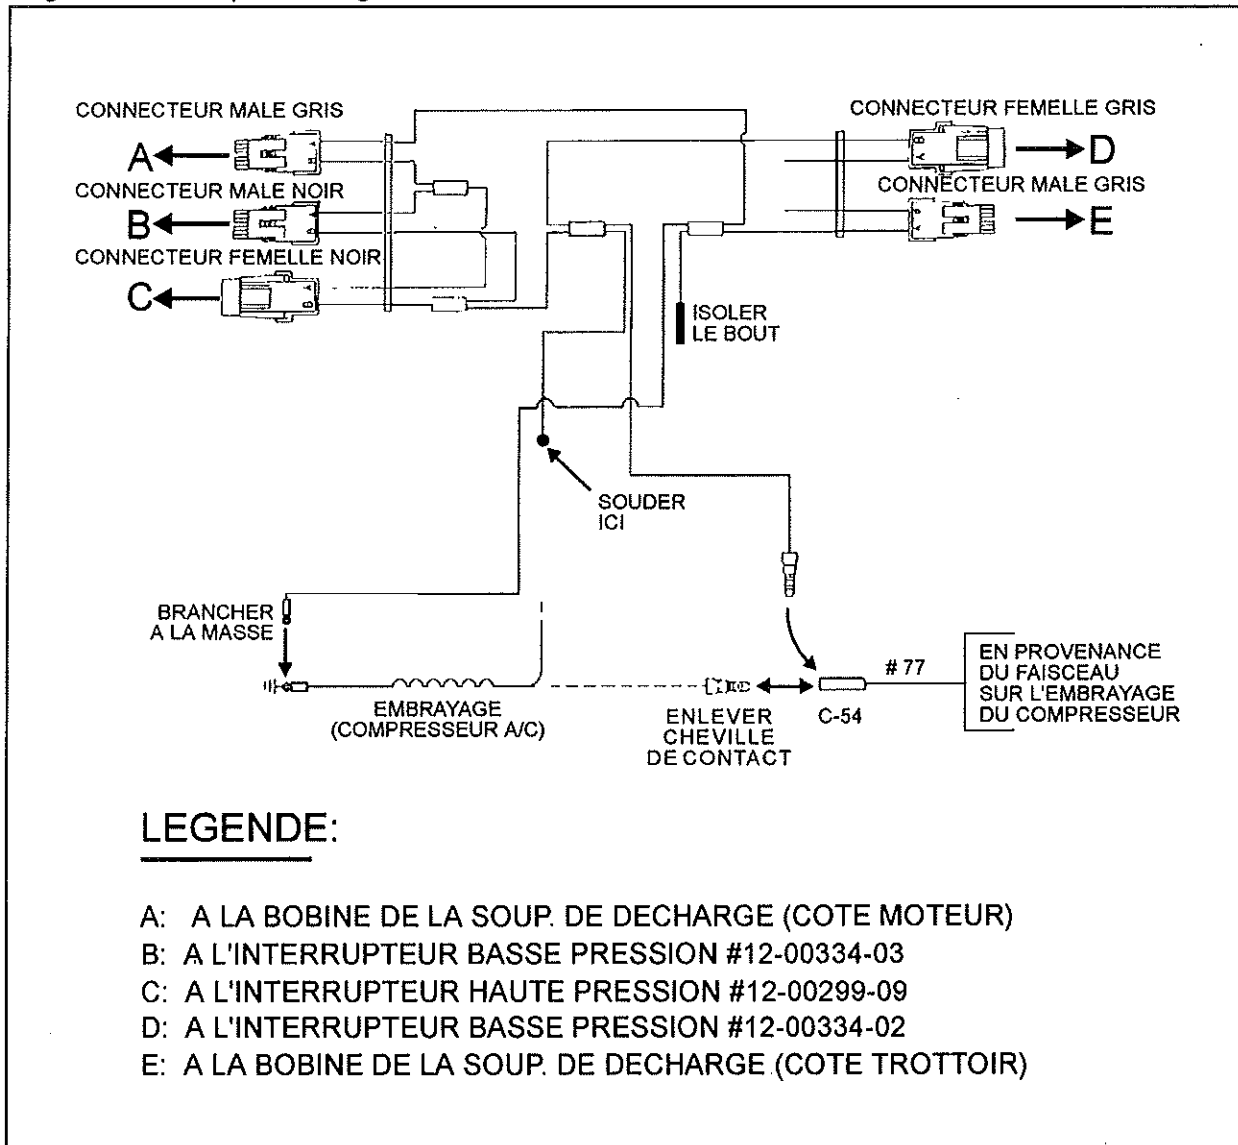 CONNECTEUR MALE GRIS
CONNECTEUR FEMELLE GRIS
A
D
CONNECTEUR MALE NOIR
CONNECTEUR MALE GRIS
B
E
CONNECTEUR FEMELLE NOIR
C
ISOLER
LE BOUT
SOUDER
ICI
BRANCHER
A LA MASSE
EMBRAYAGE
(COMPRESSEUR A/C)
ENLEVER
CHEVILLE
DE CONTACT
# 77
C-54
EN PROVENANCE
DU FAISCEAU
SUR L'EMBRAYAGE
DU COMPRESSEUR
LEGENDE:
A: A LA BOBINE DE LA SOUP. DE DECHARGE (COTE MOTEUR)
B: A L'INTERRUPTEUR BASSE PRESSION #12-00334-03
C: A L'INTERRUPTEUR HAUTE PRESSION #12-00299-09
D: A L'INTERRUPTEUR BASSE PRESSION #12-00334-02
E: A LA BOBINE DE LA SOUP. DE DECHARGE (COTE TROTTOIR)